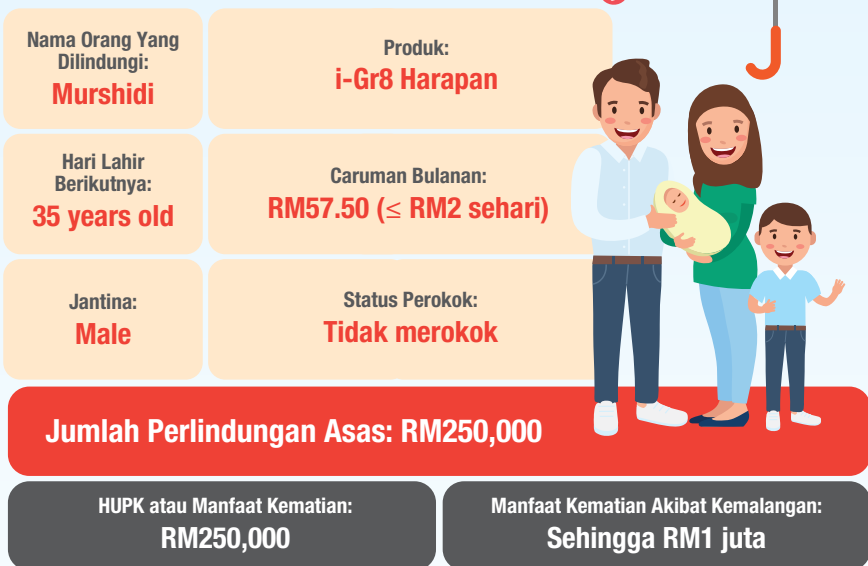 Nama Orang Yang
Dilindungi:
Murshidi
Produk:
i-Gr8 Harapan
Hari Lahir
Berikutnya:
35 years old
Caruman Bulanan:
RM57.50 (≤ RM2 sehari)
Jantina:
Male
Status Perokok:
Tidak merokok
Jumlah Perlindungan Asas: RM250,000
HUPK atau Manfaat Kematian:
RM250,000
Manfaat Kematian Akibat Kemalangan:
Sehingga RM1 juta